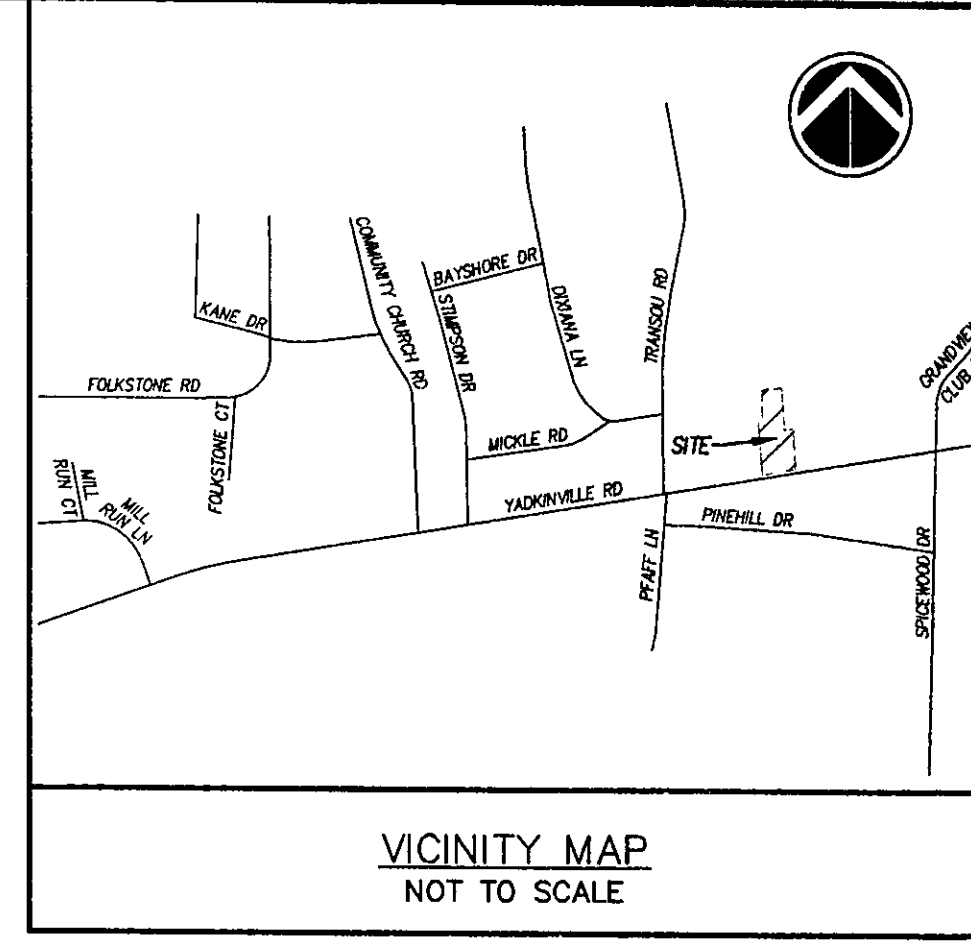 COMMUNITY CHURCH RD
BAYSHORE DR
STIMPSON DR
DIXIANA LN
TRANSOU RD
KANE DR
GRANDVIEW
CLUB
FOLKSTONE RD
FOLKSTONE CT
MICKLE RD
SITE
MILL
RUN CT
MILL
RUN LN
YADKINVILLE RD
PINEHILL DR
PFAFF LN
SPICEWOOD DR
VICINITY MAP
NOT TO SCALE